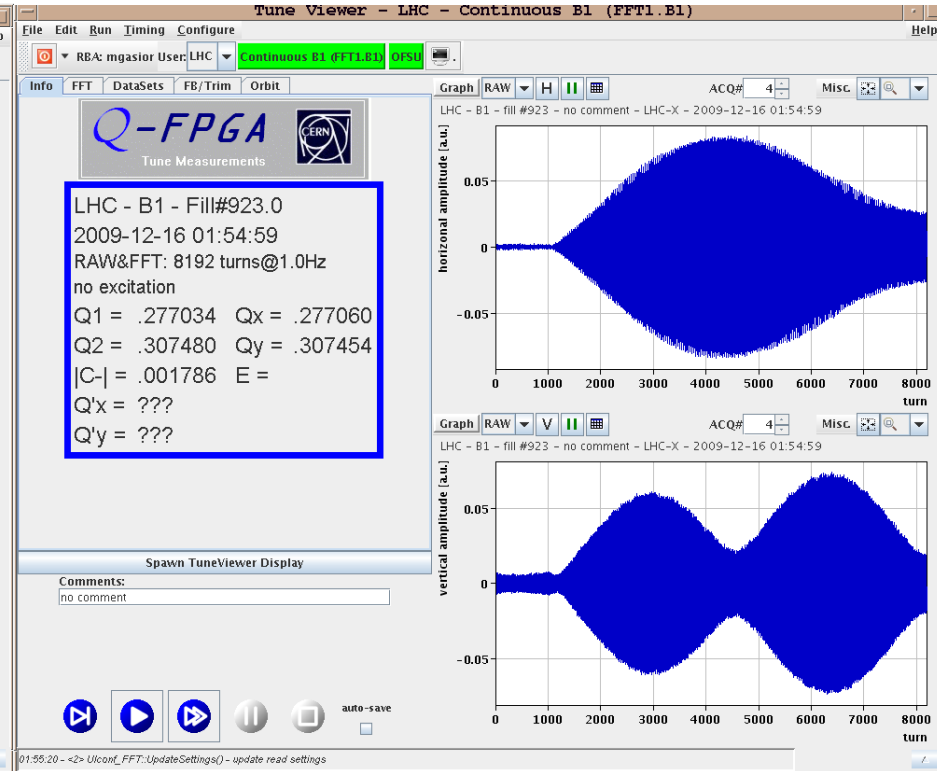 Tune Viewer - LHC - Continuous B1 (FFT1.B1)
File Edit Run Timing Configure Help
RBA: mgasior User: LHC Continuous B1 (FFT1.B1) OFSU
Info FFT DataSets FB/Trim Orbit
Q-FPGA
CERN
Tune Measurements
LHC - B1 - Fill#923.0
2009-12-16 01:54:59
RAW&FFT: 8192 turns@1.0Hz
no excitation
Q1 = .277034 Qx = .277060
Q2 = .307480 Qy = .307454
|C-| = .001786 E =
Q'x = ???
Q'y = ???
Spawn TuneViewer Display
Comments:
no comment
auto-save
Graph RAW H ACQ# 4 Misc.
LHC - B1 - fill #923 - no comment - LHC-X - 2009-12-16 01:54:59
horizonal amplitude [a.u.]
0.05
0
-0.05
0 1000 2000 3000 4000 5000 6000 7000 8000
turn
Graph RAW V ACQ# 4 Misc.
LHC - B1 - fill #923 - no comment - LHC-X - 2009-12-16 01:54:59
vertical amplitude [a.u.]
0.05
0
-0.05
0 1000 2000 3000 4000 5000 6000 7000 8000
turn
01:55:20 - <2> UIconf_FFT::UpdateSettings() - update read settings